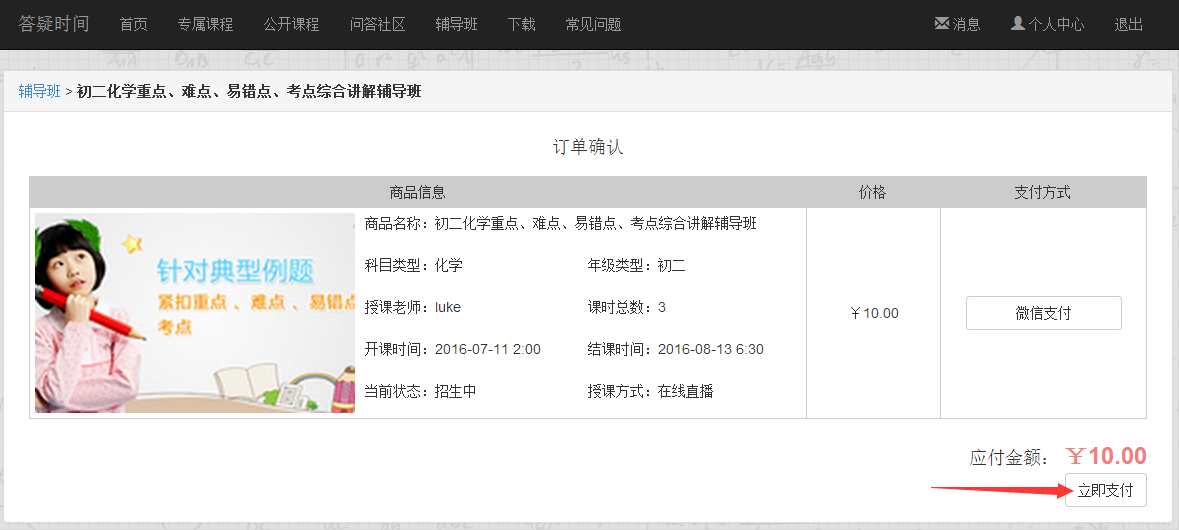 答疑时间 首页 专属课程 公开课程 问答社区 辅导班 下载 常见问题 消息 个人中心 退出
辅导班 > 初二化学重点、难点、易错点、考点综合讲解辅导班
订单确认
商品信息 价格 支付方式
针对典型例题
紧扣重点 、难点 、易错点
考点
商品名称：初二化学重点、难点、易错点、考点综合讲解辅导班
科目类型：化学 年级类型：初二
授课老师：luke 课时总数：3
开课时间：2016-07-11 2:00 结课时间：2016-08-13 6:30
当前状态：招生中 授课方式：在线直播
￥10.00
微信支付
应付金额： ￥10.00
立即支付